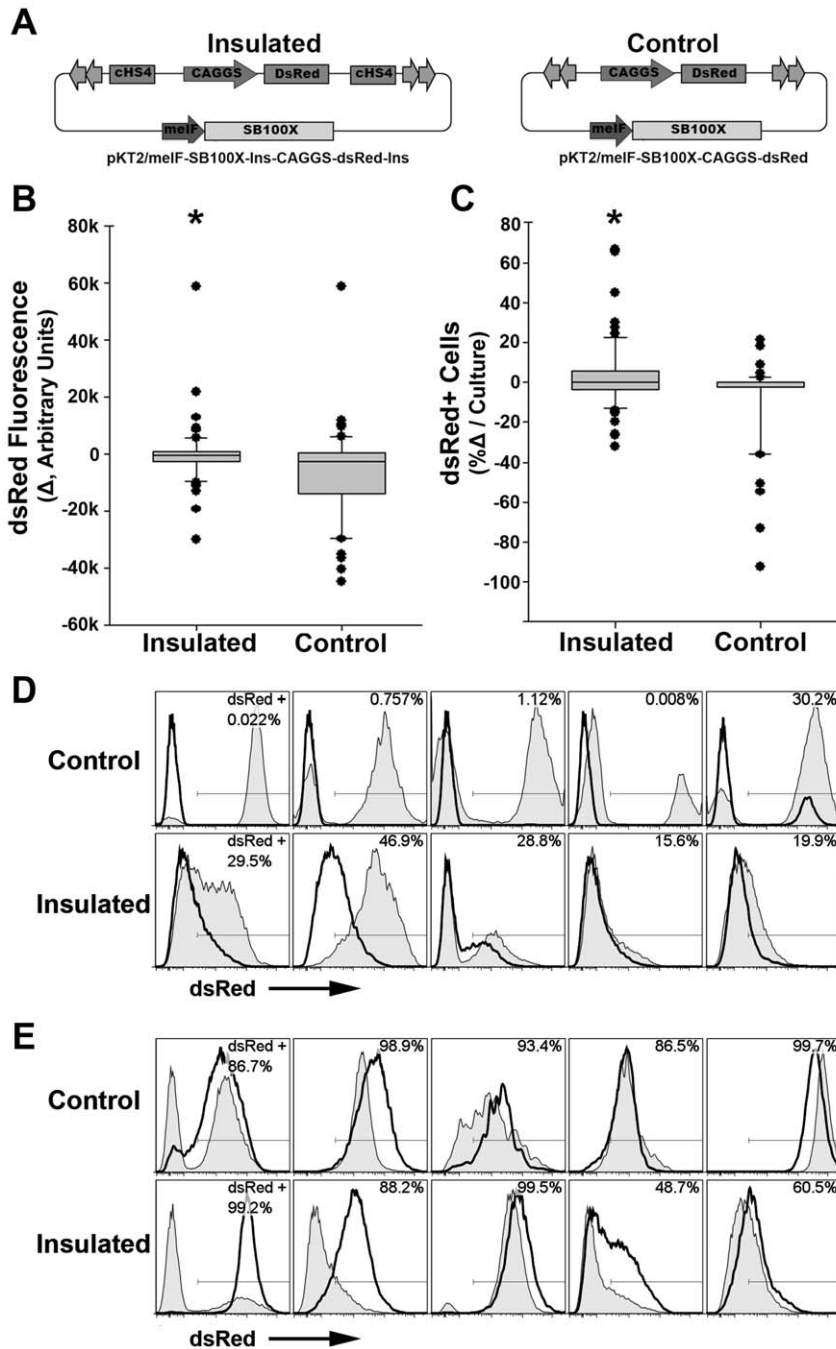 A
Insulated
Control
cHS4 CAGGS DsRed cHS4
CAGGS DsRed
meIF SB100X
meIF SB100X
pKT2/meIF-SB100X-Ins-CAGGS-dsRed-Ins
pKT2/meIF-SB100X-CAGGS-dsRed
B
dsRed Fluorescence
(Δ, Arbitrary Units)
80k
60k
40k
20k
0
-20k
-40k
-60k
*
Insulated
Control
C
dsRed+ Cells
(%Δ / Culture)
80
60
40
20
0
-20
-40
-60
-80
-100
*
Insulated
Control
D
Control
dsRed +
0.022%
0.757%
1.12%
0.008%
30.2%
Insulated
dsRed +
29.5%
46.9%
28.8%
15.6%
19.9%
dsRed
E
Control
dsRed +
86.7%
98.9%
93.4%
86.5%
99.7%
Insulated
dsRed +
99.2%
88.2%
99.5%
48.7%
60.5%
dsRed